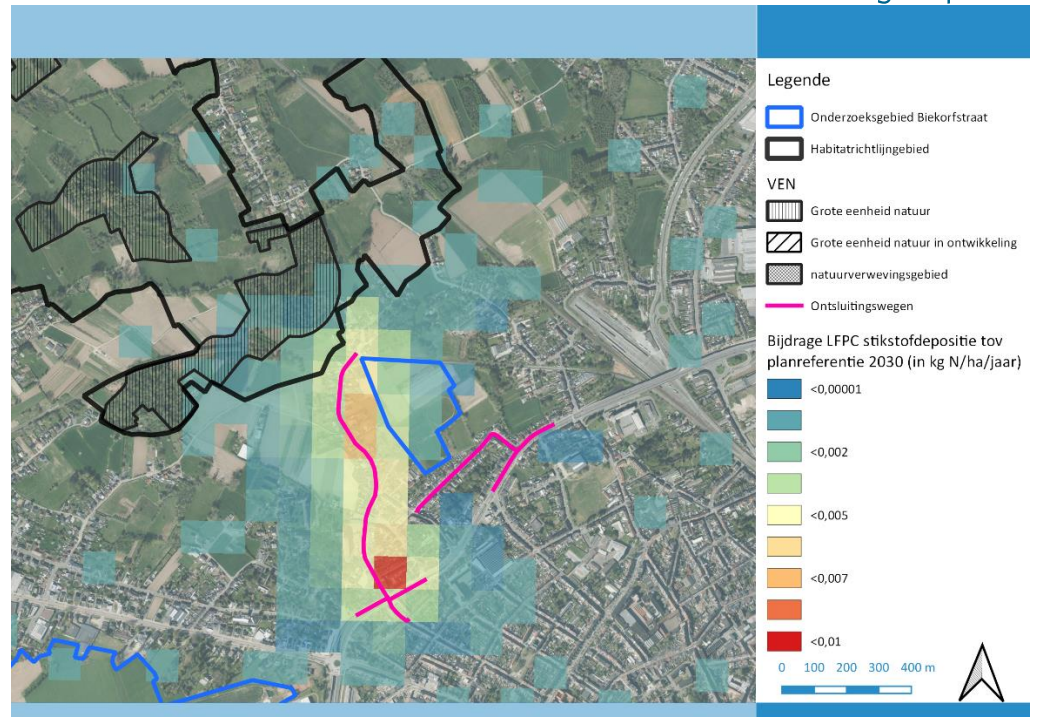 Legende
Onderzoeksgebied Biekorfstraat
Habitatrichtlijngebied
VEN
Grote eenheid natuur
Grote eenheid natuur in ontwikkeling
natuurverwevingsgebied
Ontsluitingswegen
Bijdrage LFPC stikstofdepositie tov
planreferentie 2030 (in kg N/ha/jaar)
<0,00001
<0,002
<0,005
<0,007
<0,01
0 100 200 300 400 m